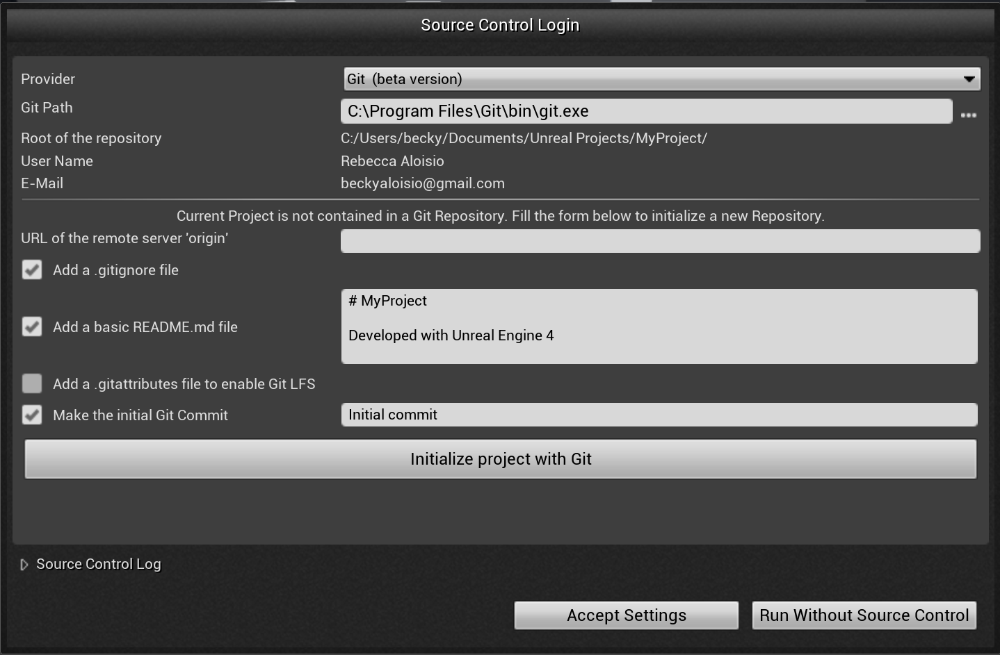 Source Control Login
Provider
Git (beta version)
Git Path
C:\Program Files\Git\bin\git.exe
Root of the repository
C:/Users/becky/Documents/Unreal Projects/MyProject/
User Name
Rebecca Aloisio
E-Mail
beckyaloisio@gmail.com
Current Project is not contained in a Git Repository. Fill the form below to initialize a new Repository.
URL of the remote server 'origin'
Add a .gitignore file
Add a basic README.md file
# MyProject
Developed with Unreal Engine 4
Add a .gitattributes file to enable Git LFS
Make the initial Git Commit
Initial commit
Initialize project with Git
Source Control Log
Accept Settings
Run Without Source Control